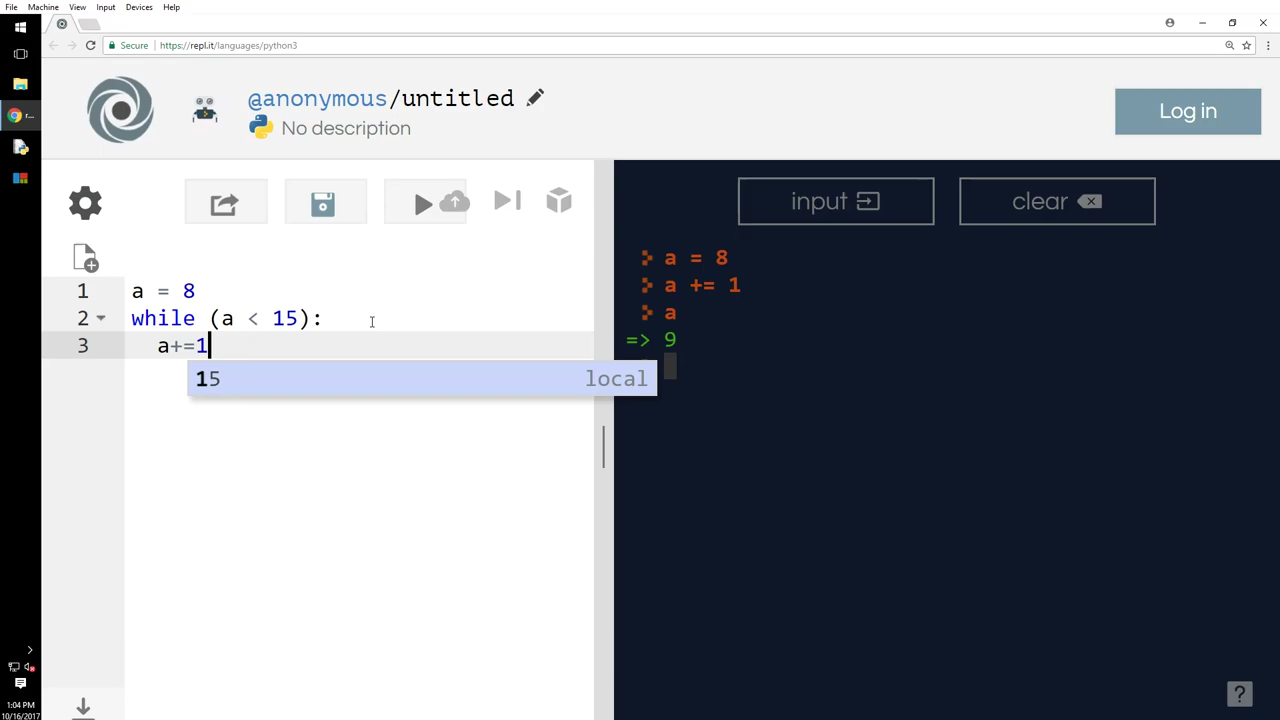 File Machine View Input Devices Help
Secure https://repl.it/languages/python3
@anonymous/untitled
No description
Log in
input
clear
1 a = 8
2 while (a < 15):
3 a+=1
15 local
a = 8
a += 1
a
=> 9
r...
?
1:04 PM
10/16/2017